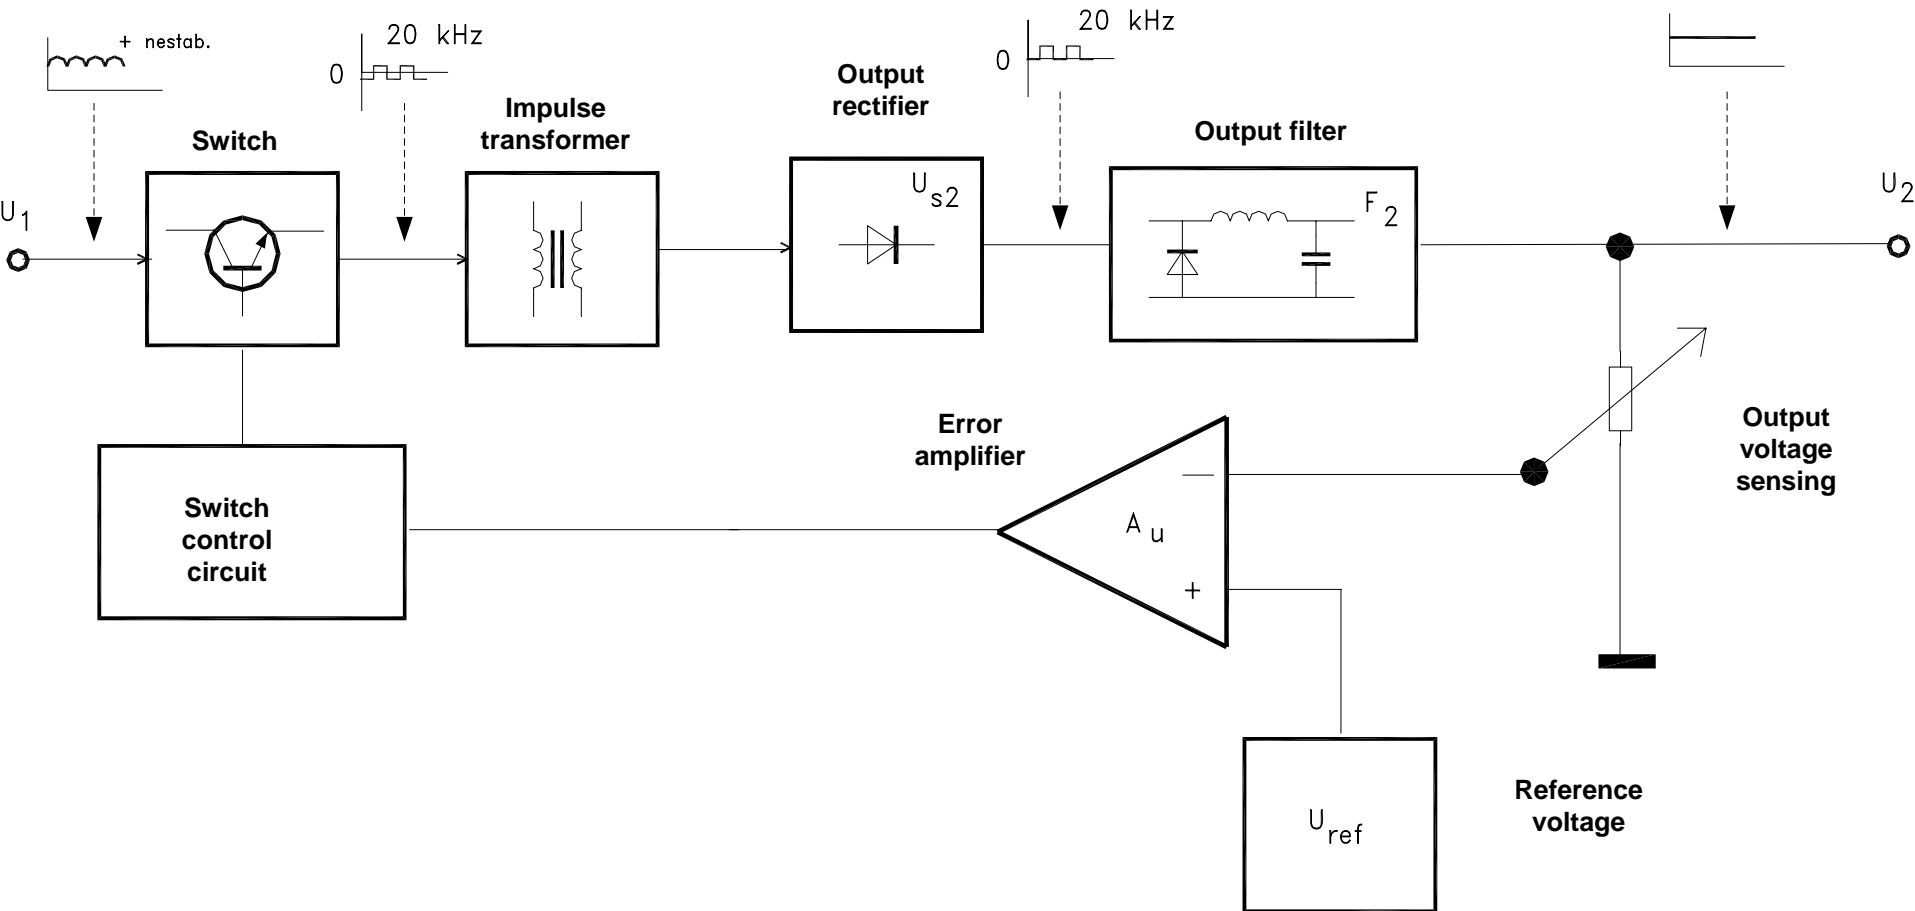 + nestab.
20 kHz
0
20 kHz
0
Output
rectifier
Impulse
transformer
Output filter
Switch
U1
Us2
F2
U2
Error
amplifier
Output
voltage
sensing
—
Switch
control
circuit
Au
+
Reference
voltage
Uref